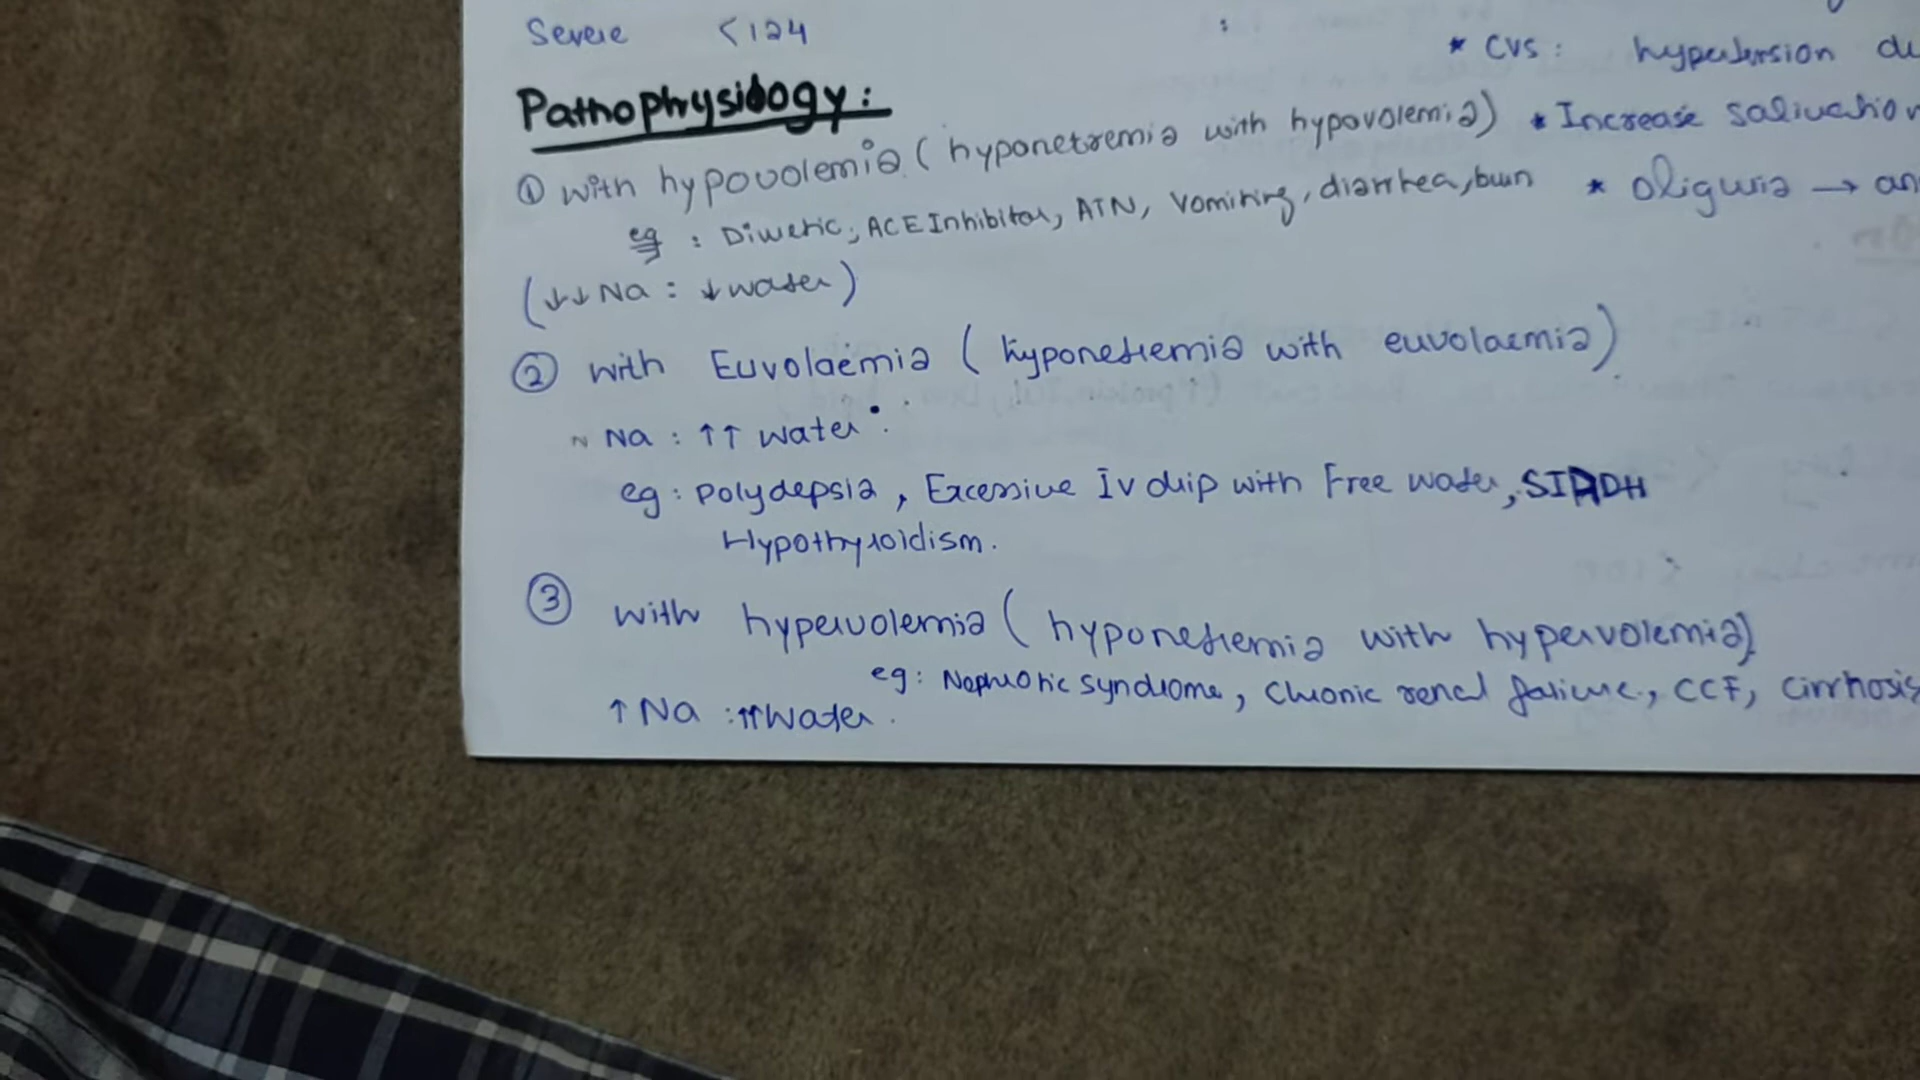 Severe <124
Pathophysiology:
① with hypovolemia (hyponetremia with hypovolemia)
eg : Diuretic, ACE Inhibitor, ATN, Vomiting, diarrhea, burn
(↓↓ Na : ↓ water)
② with Euvolaemia (hyponetremia with euvolaemia)
N Na : ↑↑ water
eg : polydepsia, Excessive Iv drip with Free water, SIADH
Hypothyroidism.
③ with hypervolemia (hyponetremia with hypervolemia)
eg : Nephrotic syndrome, Chronic renal failure, CCF, Cirrhosis
↑ Na : ↑↑ Water.
* CVS : hypertension du
* Increase salivation
* oliguria → an